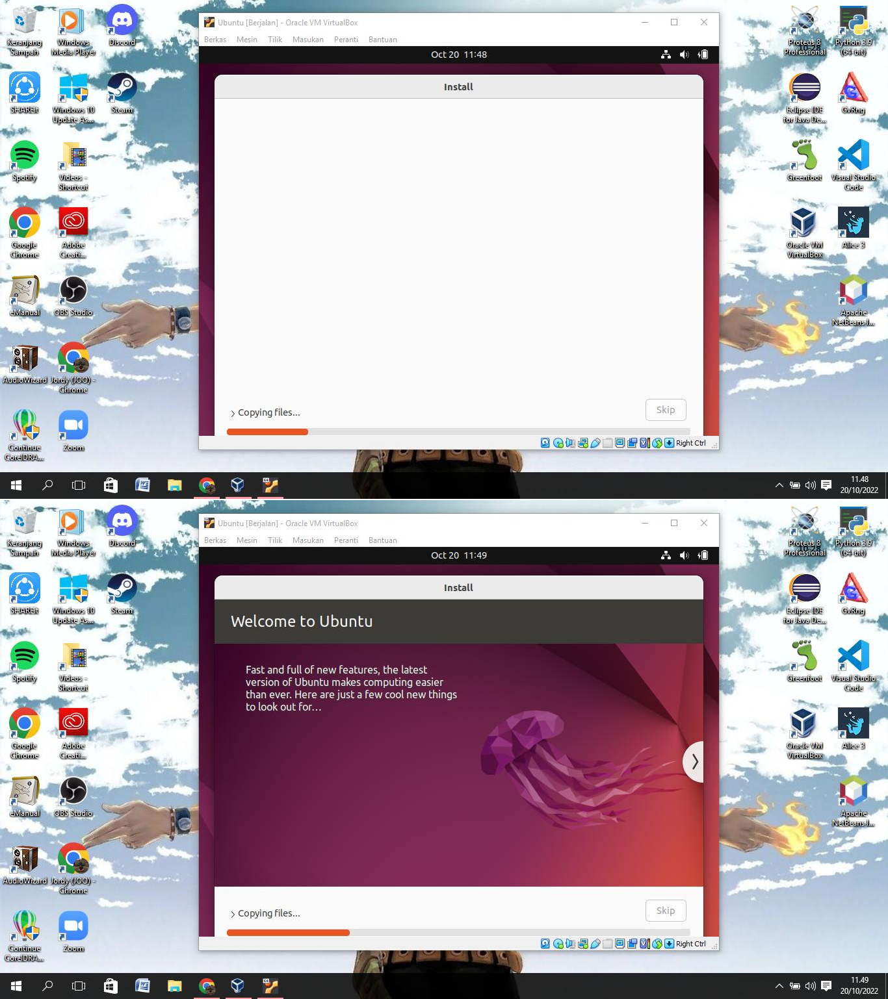 Keranjang Sampah
Windows Media Player
Discord
SHAREit
Windows 10 Update As...
Steam
Spotify
Videos - Shortcut
Google Chrome
Adobe Creati...
eManual
OBS Studio
AudioWizard
Jordy (JOO) - Chrome
Continue CorelDRA...
Zoom
Ubuntu [Berjalan] - Oracle VM VirtualBox
Berkas Mesin Tilik Masukan Peranti Bantuan
Oct 20 11:48
Install
> Copying files...
Skip
Right Ctrl
Proteus 8 Professional
Python 3.9 (64-bit)
Eclipse IDE for Java De...
GvRng
Greenfoot
Visual Studio Code
Oracle VM VirtualBox
Alice 3
Apache NetBeans I...
11.48
20/10/2022
Keranjang Sampah
Windows Media Player
Discord
SHAREit
Windows 10 Update As...
Steam
Spotify
Videos - Shortcut
Google Chrome
Adobe Creati...
eManual
OBS Studio
AudioWizard
Jordy (JOO) - Chrome
Continue CorelDRA...
Zoom
Ubuntu [Berjalan] - Oracle VM VirtualBox
Berkas Mesin Tilik Masukan Peranti Bantuan
Oct 20 11:49
Install
Welcome to Ubuntu
Fast and full of new features, the latest
version of Ubuntu makes computing easier
than ever. Here are just a few cool new things
to look out for…
> Copying files...
Skip
Right Ctrl
Proteus 8 Professional
Python 3.9 (64-bit)
Eclipse IDE for Java De...
GvRng
Greenfoot
Visual Studio Code
Oracle VM VirtualBox
Alice 3
Apache NetBeans I...
11.49
20/10/2022